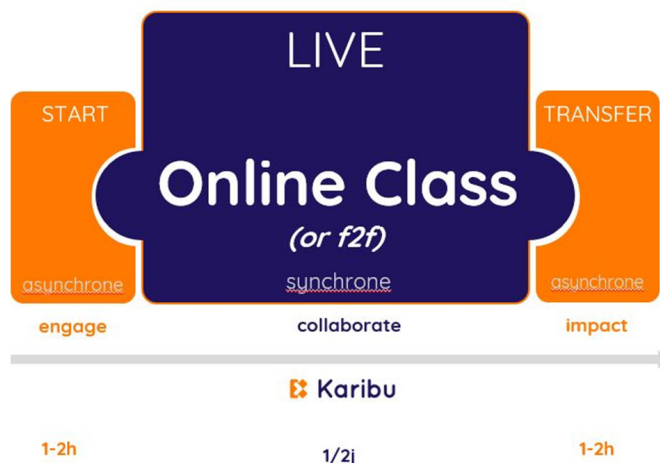 LIVE
START
TRANSFER
Online Class
(or f2f)
asynchrone
synchrone
asynchrone
engage
collaborate
impact
Karibu
1-2h
1/2j
1-2h